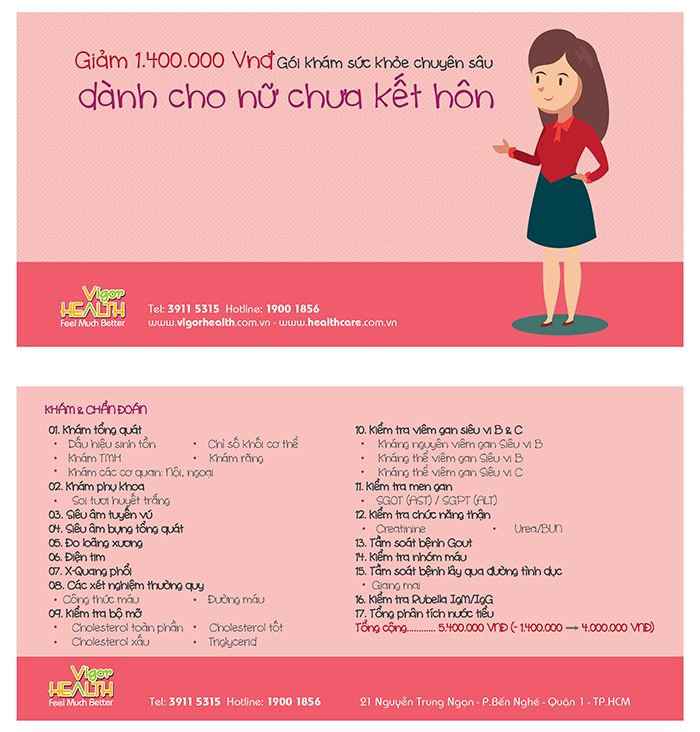 Giảm 1.400.000 Vnđ Gói khám sức khỏe chuyên sâu
dành cho nữ chưa kết hôn
Vigor
HEALTH
Feel Much Better
Tel: 3911 5315 Hotline: 1900 1856
www.vigorhealth.com.vn - www.healthcare.com.vn
KHÁM & CHẨN ĐOÁN
01. Khám tổng quát
• Dấu hiệu sinh tồn • Chỉ số khối cơ thể
• Khám TMH • Khám răng
• Khám các cơ quan: Nội, ngoại
02. Khám phụ khoa
• Soi tươi huyết trắng
03. Siêu âm tuyến vú
04. Siêu âm bụng tổng quát
05. Đo loãng xương
06. Điện tim
07. X-Quang phổi
08. Các xét nghiệm thường quy
• Công thức máu • Đường máu
09. Kiểm tra bộ mỡ
• Cholesterol toàn phần • Cholesterol tốt
• Cholesterol xấu • Triglycerid
10. Kiểm tra viêm gan siêu vi B & C
• Kháng nguyên viêm gan Siêu vi B
• Kháng thể viêm gan Siêu vi B
• Kháng thể viêm gan Siêu vi C
11. Kiểm tra men gan
• SGOT (AST) / SGPT (ALT)
12. Kiểm tra chức năng thận
• Creatinine • Urea/BUN
13. Tầm soát bệnh Gout
14. Kiểm tra nhóm máu
15. Tầm soát bệnh lây qua đường tình dục
• Giang mai
16. Kiểm tra Rubella IgM/IgG
17. Tổng phân tích nước tiểu
Tổng cộng............ 5.400.000 VNĐ (- 1.400.000 → 4.000.000 VNĐ)
Vigor
HEALTH
Feel Much Better
Tel: 3911 5315 Hotline: 1900 1856
21 Nguyễn Trung Ngạn - P.Bến Nghé - Quận 1 - TP.HCM